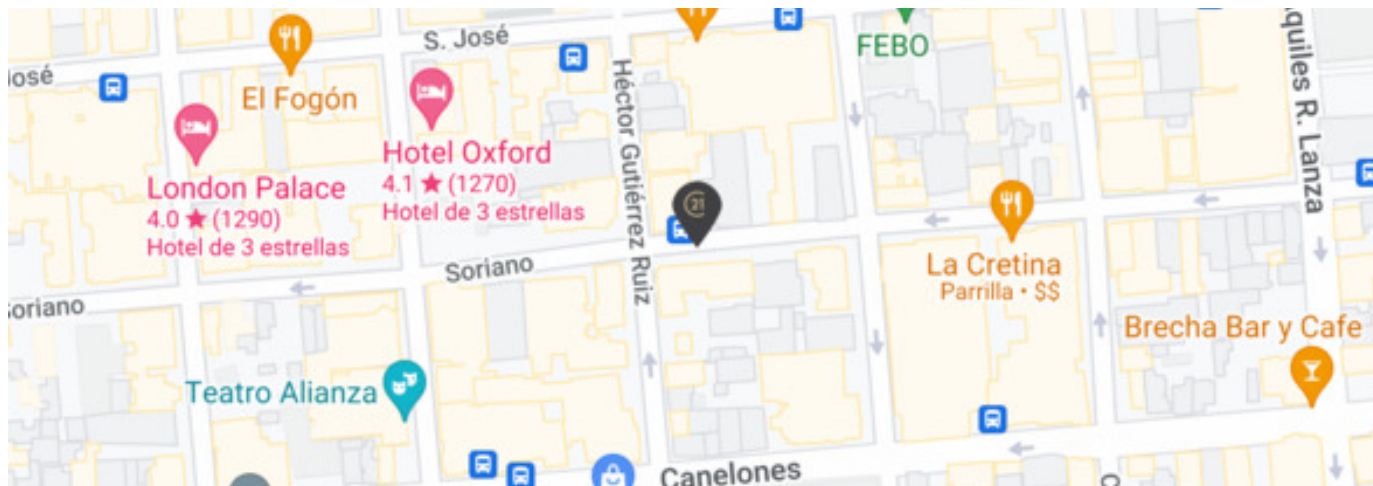 S. José
José
El Fogón
FEBO
Hotel Oxford
4.1 ★ (1270)
Hotel de 3 estrellas
London Palace
4.0 ★ (1290)
Hotel de 3 estrellas
Héctor Gutiérrez Ruiz
Aquiles R. Lanza
21
La Cretina
Parrilla • $$
Soriano
Soriano
Brecha Bar y Cafe
Teatro Alianza
Canelones